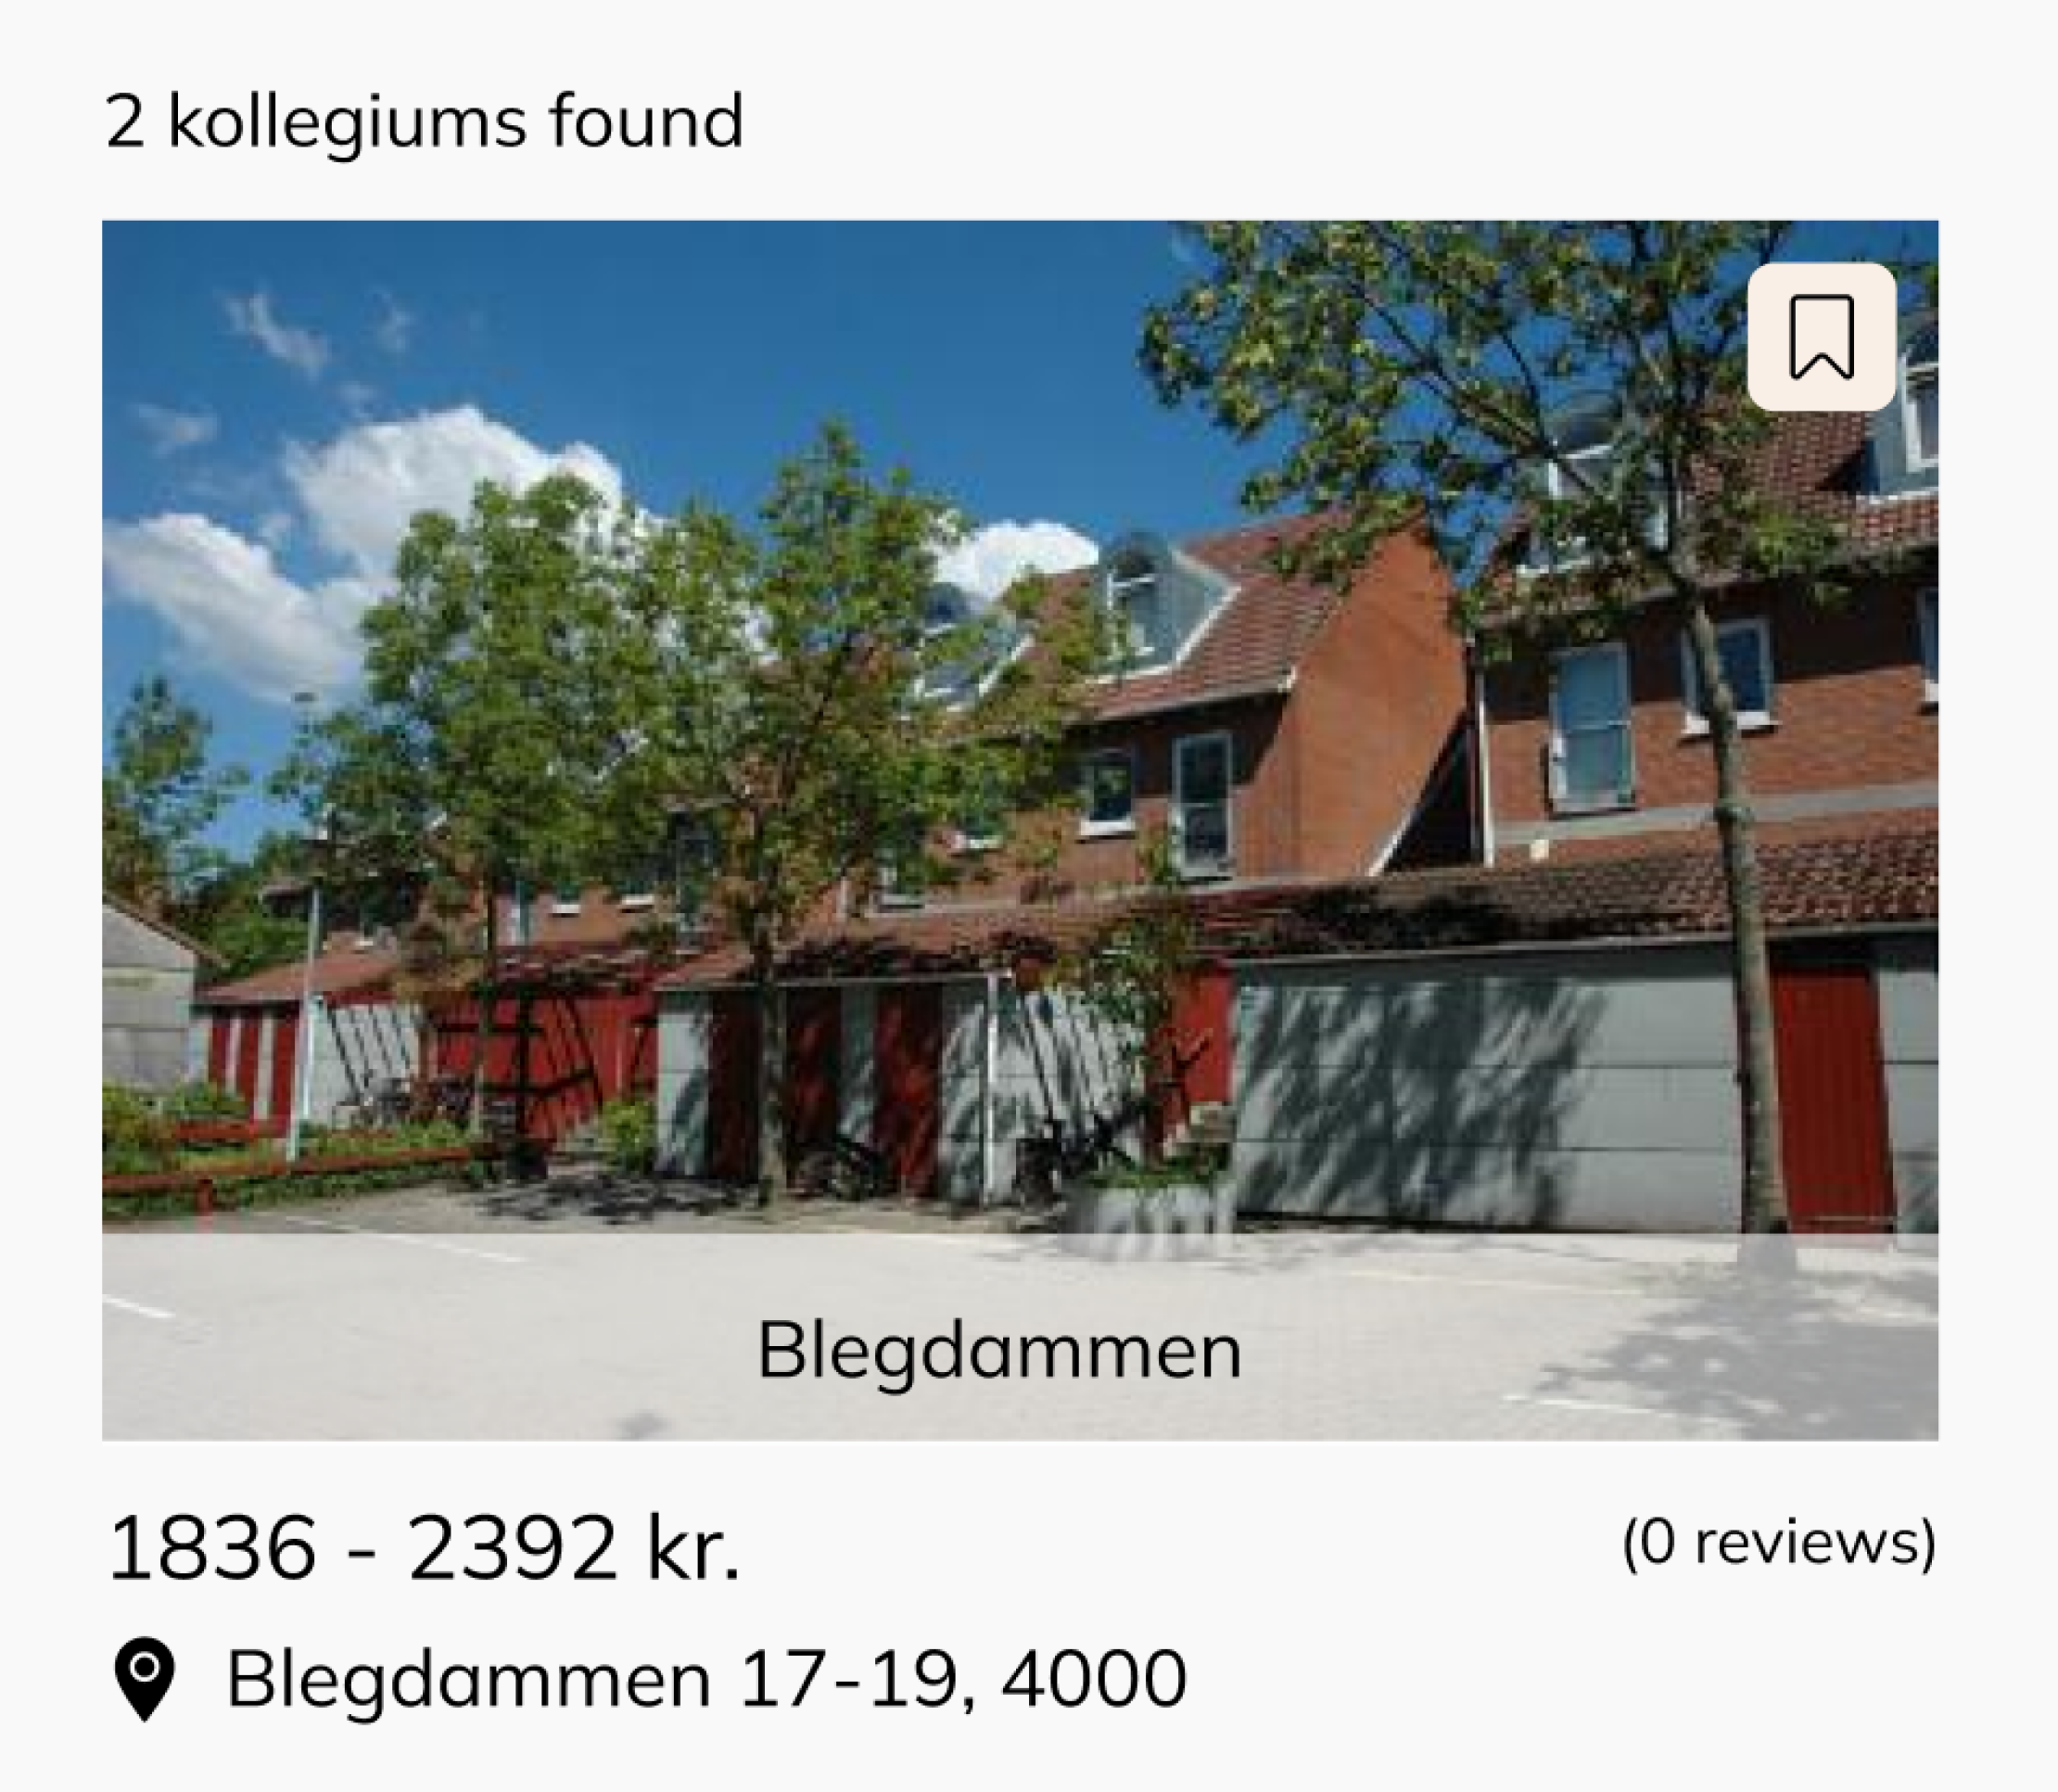 2 kollegiums found
Blegdammen
1836 - 2392 kr.
(0 reviews)
Blegdammen 17-19, 4000